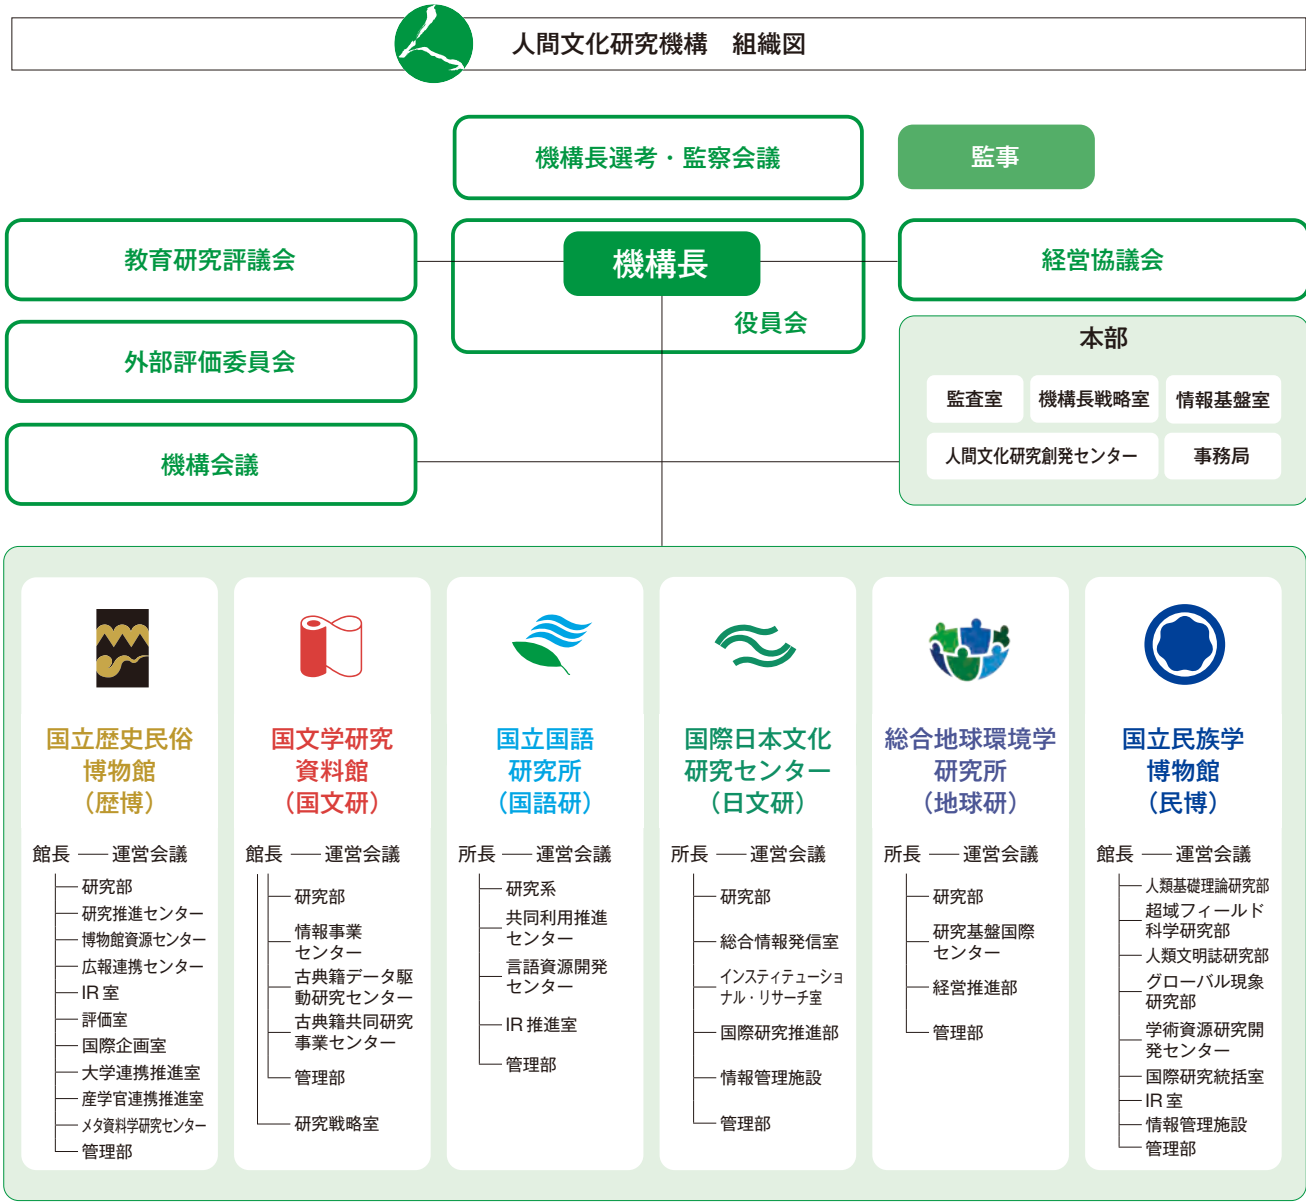 人間文化研究機構　組織図
機構長選考・監察会議
監事
教育研究評議会
機構長
役員会
経営協議会
外部評価委員会
機構会議
本部
監査室
機構長戦略室
情報基盤室
人間文化研究創発センター
事務局
国立歴史民俗
博物館
（歴博）
館長
運営会議
研究部
研究推進センター
博物館資源センター
広報連携センター
IR室
評価室
国際企画室
大学連携推進室
産学官連携推進室
メタ資料学研究センター
管理部
国文学研究
資料館
（国文研）
館長
運営会議
研究部
情報事業
センター
古典籍データ駆
動研究センター
古典籍共同研究
事業センター
管理部
研究戦略室
国立国語
研究所
（国語研）
所長
運営会議
研究系
共同利用推進
センター
言語資源開発
センター
IR推進室
管理部
国際日本文化
研究センター
（日文研）
所長
運営会議
研究部
総合情報発信室
インスティテューショ
ナル・リサーチ室
国際研究推進部
情報管理施設
管理部
総合地球環境学
研究所
（地球研）
所長
運営会議
研究部
研究基盤国際
センター
経営推進部
管理部
国立民族学
博物館
（民博）
館長
運営会議
人類基礎理論研究部
超域フィールド
科学研究部
人類文明誌研究部
グローバル現象
研究部
学術資源研究開
発センター
国際研究統括室
IR室
情報管理施設
管理部